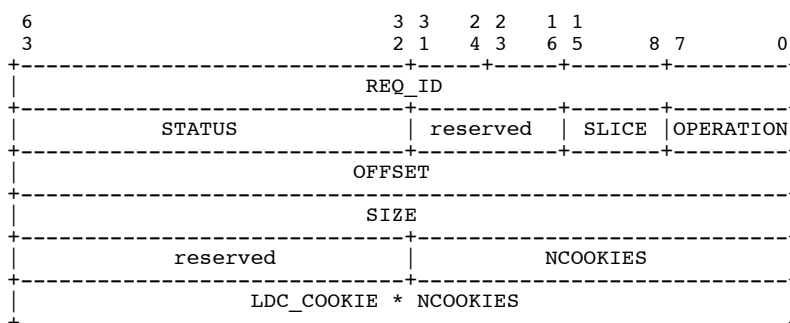 6 3 3 2 2 1 1
3 2 1 4 3 6 5 8 7 0
REQ_ID
STATUS | reserved | SLICE |OPERATION
OFFSET
SIZE
reserved | NCOOKIES
LDC_COOKIE * NCOOKIES